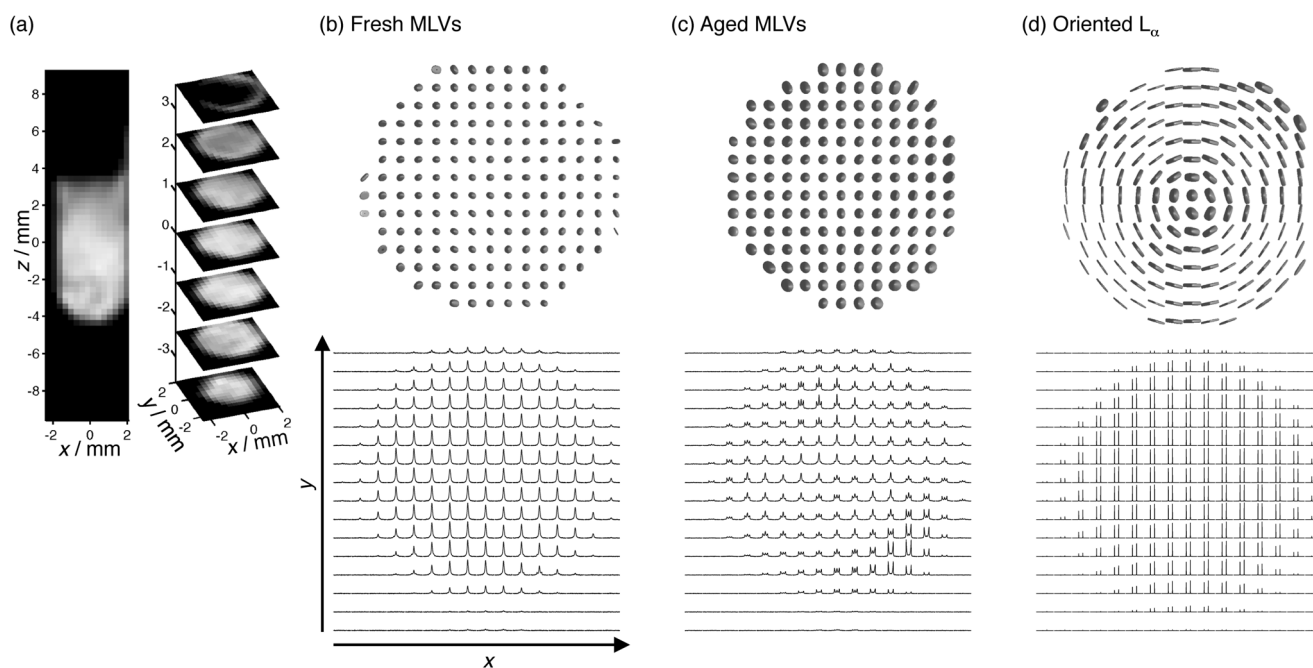 (a)
(b) Fresh MLVs
(c) Aged MLVs
(d) Oriented Lα
8
6
4
2
0
-2
-4
-6
-8
z / mm
-2 0 2
x / mm
3
2
1
0
-1
-2
-3
2
0
-2
y / mm
-2
0
2
x / mm
y
x